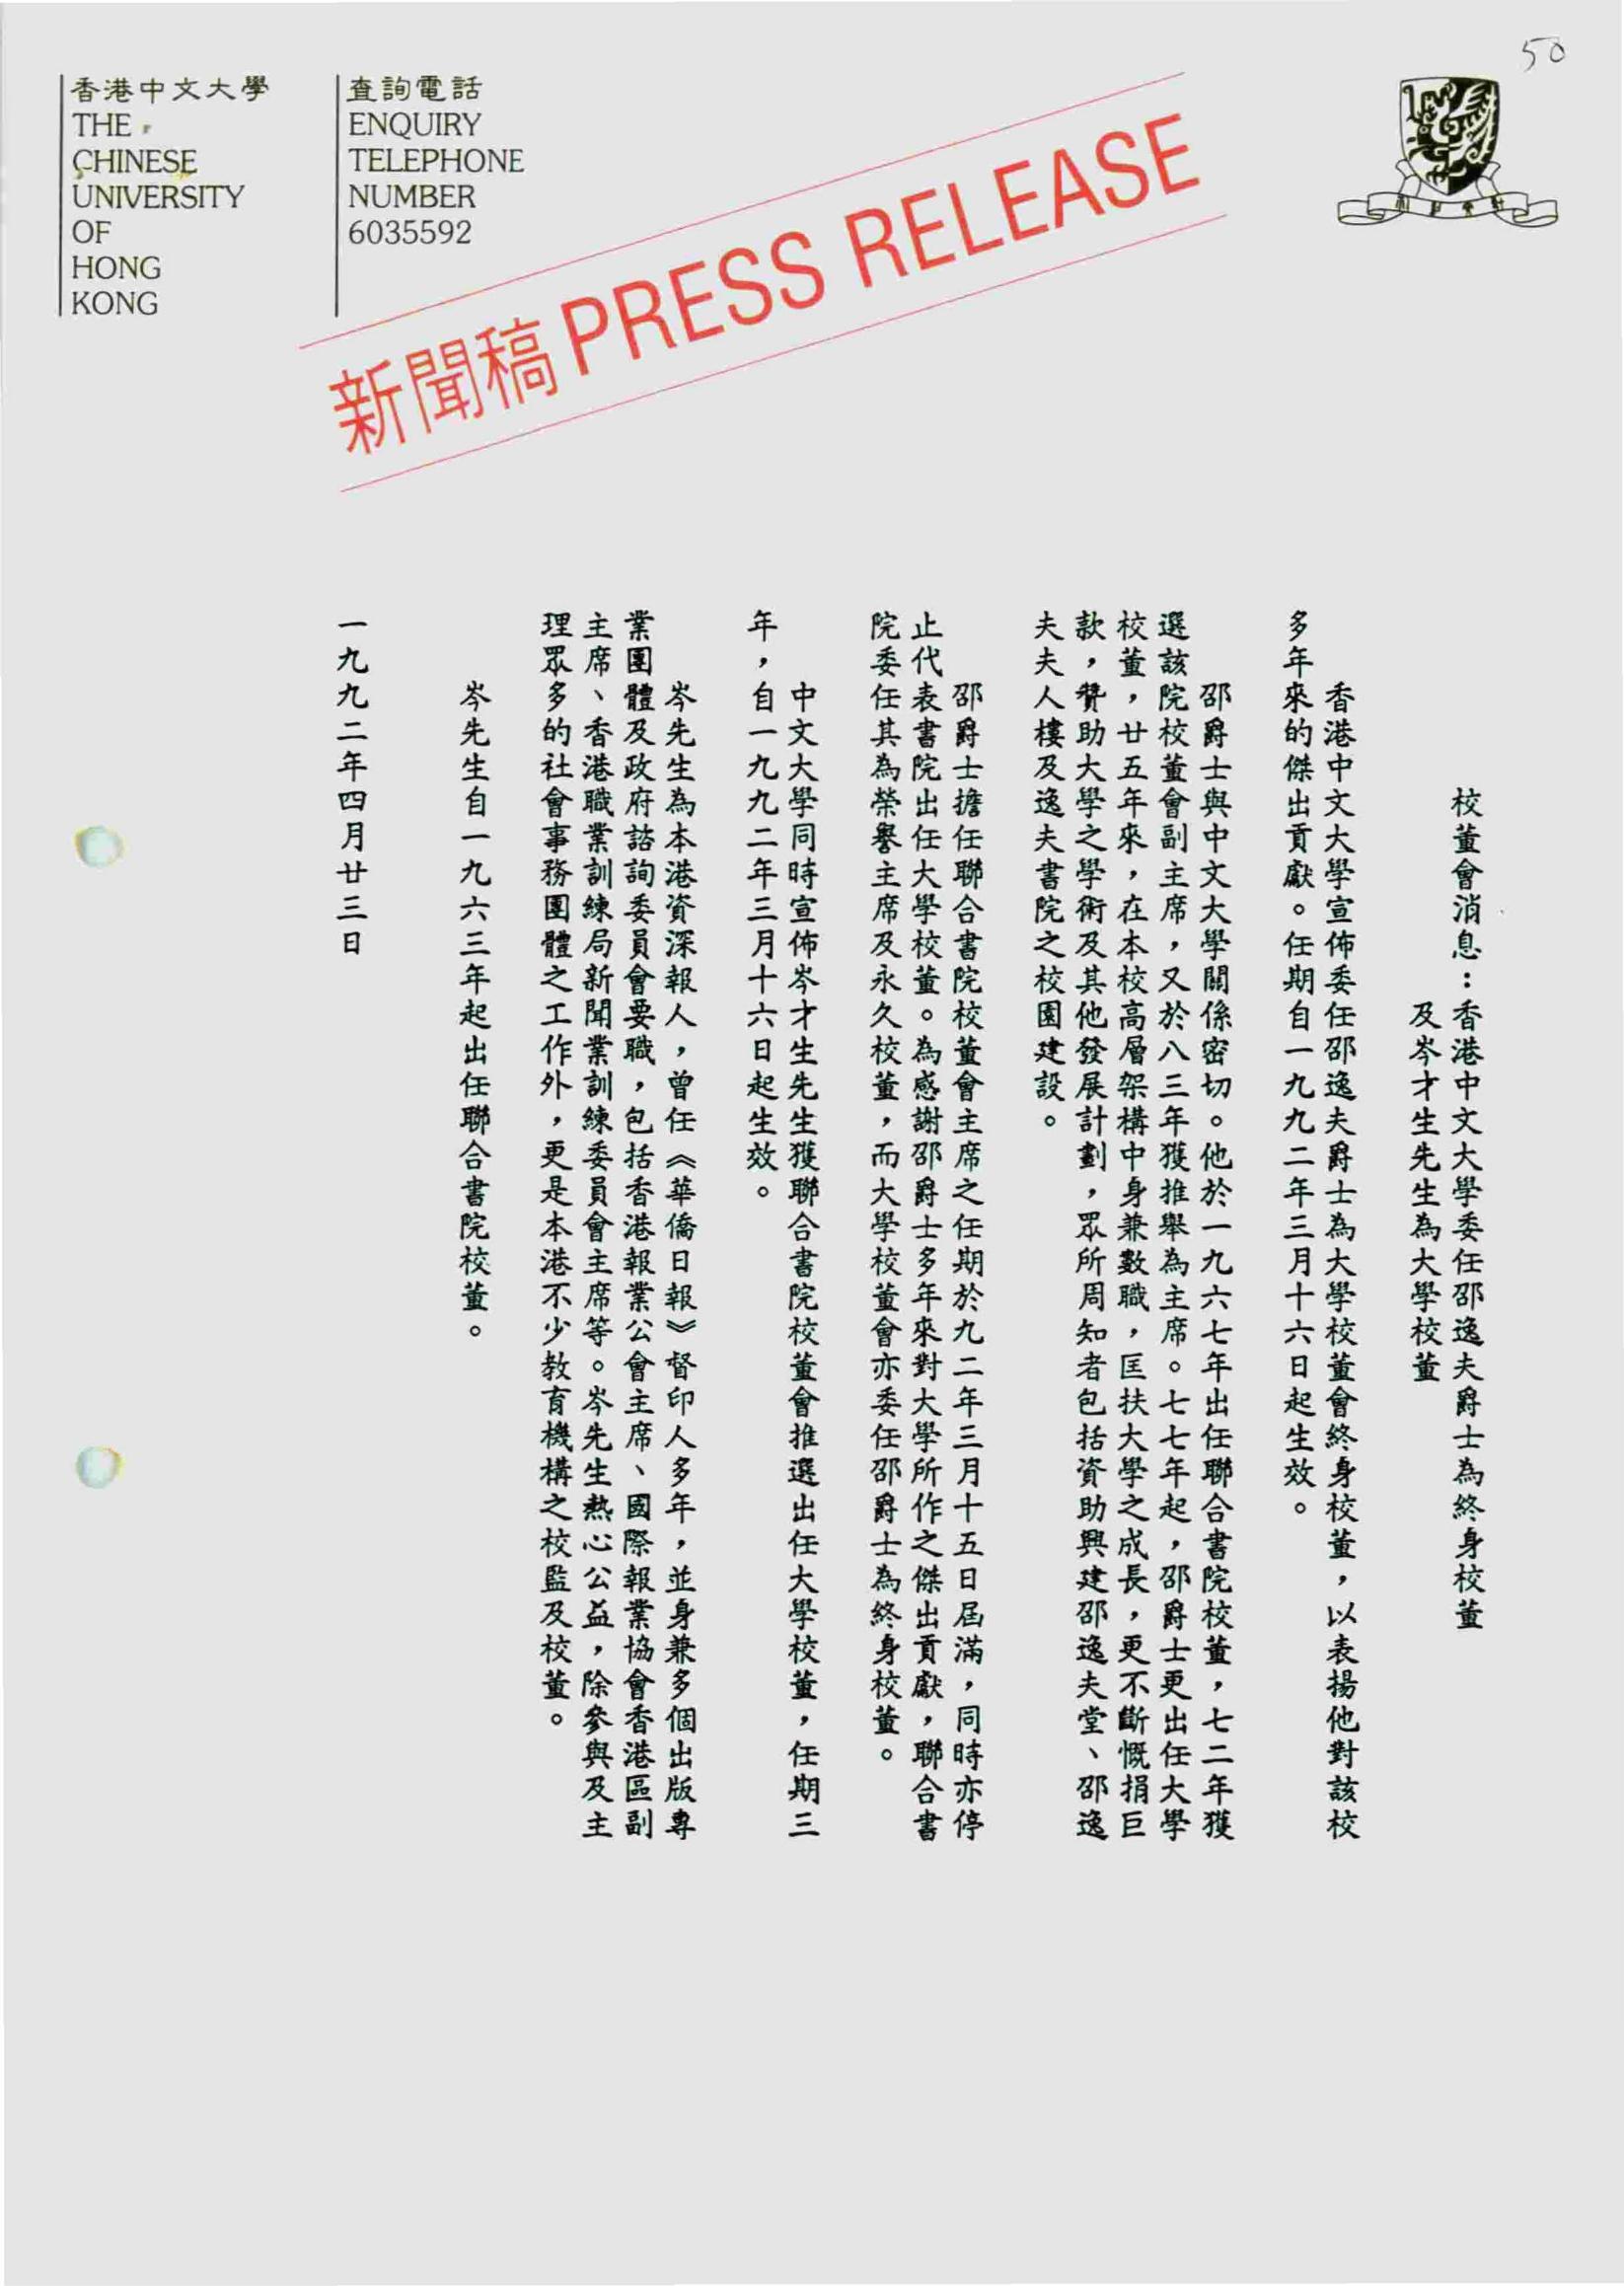 50
香港中文大學
THE
CHINESE
UNIVERSITY
OF
HONG
KONG
查詢電話
ENQUIRY
TELEPHONE
NUMBER
6035592
新聞稿 PRESS RELEASE
校董會消息：香港中文大學委任邵逸夫爵士為終身校董
及岑才生先生為大學校董
香港中文大學宣佈委任邵逸夫爵士為大學校董會終身校董，以表揚他對該校
多年來的傑出貢獻。任期自一九九二年三月十六日起生效。
邵爵士與中文大學關係密切。他於一九六七年出任聯合書院校董，七二年獲
選該院校董會副主席，又於八三年獲推舉為主席。七七年起，邵爵士更出任大學
校董，廿五年來，在本校高層架構中身兼數職，匡扶大學之成長，更不斷慨捐巨
款，贊助大學之學術及其他發展計劃，眾所周知者包括資助興建邵逸夫堂、邵逸
夫夫人樓及逸夫書院之校園建設。
邵爵士擔任聯合書院校董會主席之任期於九二年三月十五日屆滿，同時亦停
止代表書院出任大學校董。為感謝邵爵士多年來對大學所作之傑出貢獻，聯合書
院委任其為榮譽主席及永久校董，而大學校董會亦委任邵爵士為終身校董。
中文大學同時宣佈岑才生先生獲聯合書院校董會推選出任大學校董，任期三
年，自一九九二年三月十六日起生效。
岑先生為本港資深報人，曾任《華僑日報》督印人多年，並身兼多個出版專
業團體及政府諮詢委員會要職，包括香港報業公會主席、國際報業協會香港區副
主席、香港職業訓練局新聞業訓練委員會主席等。岑先生熱心公益，除參與及主
理眾多的社會事務團體之工作外，更是本港不少教育機構之校監及校董。
岑先生自一九六三年起出任聯合書院校董。
一九九二年四月廿三日